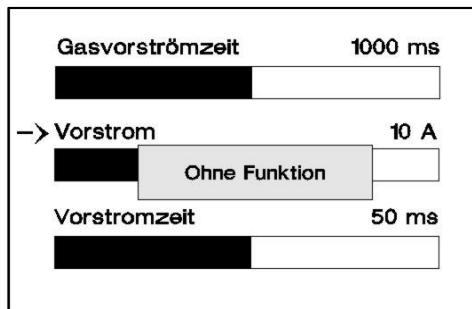 Gasvorströmzeit 1000 ms
→ Vorstrom 10 A
Ohne Funktion
Vorstromzeit 50 ms